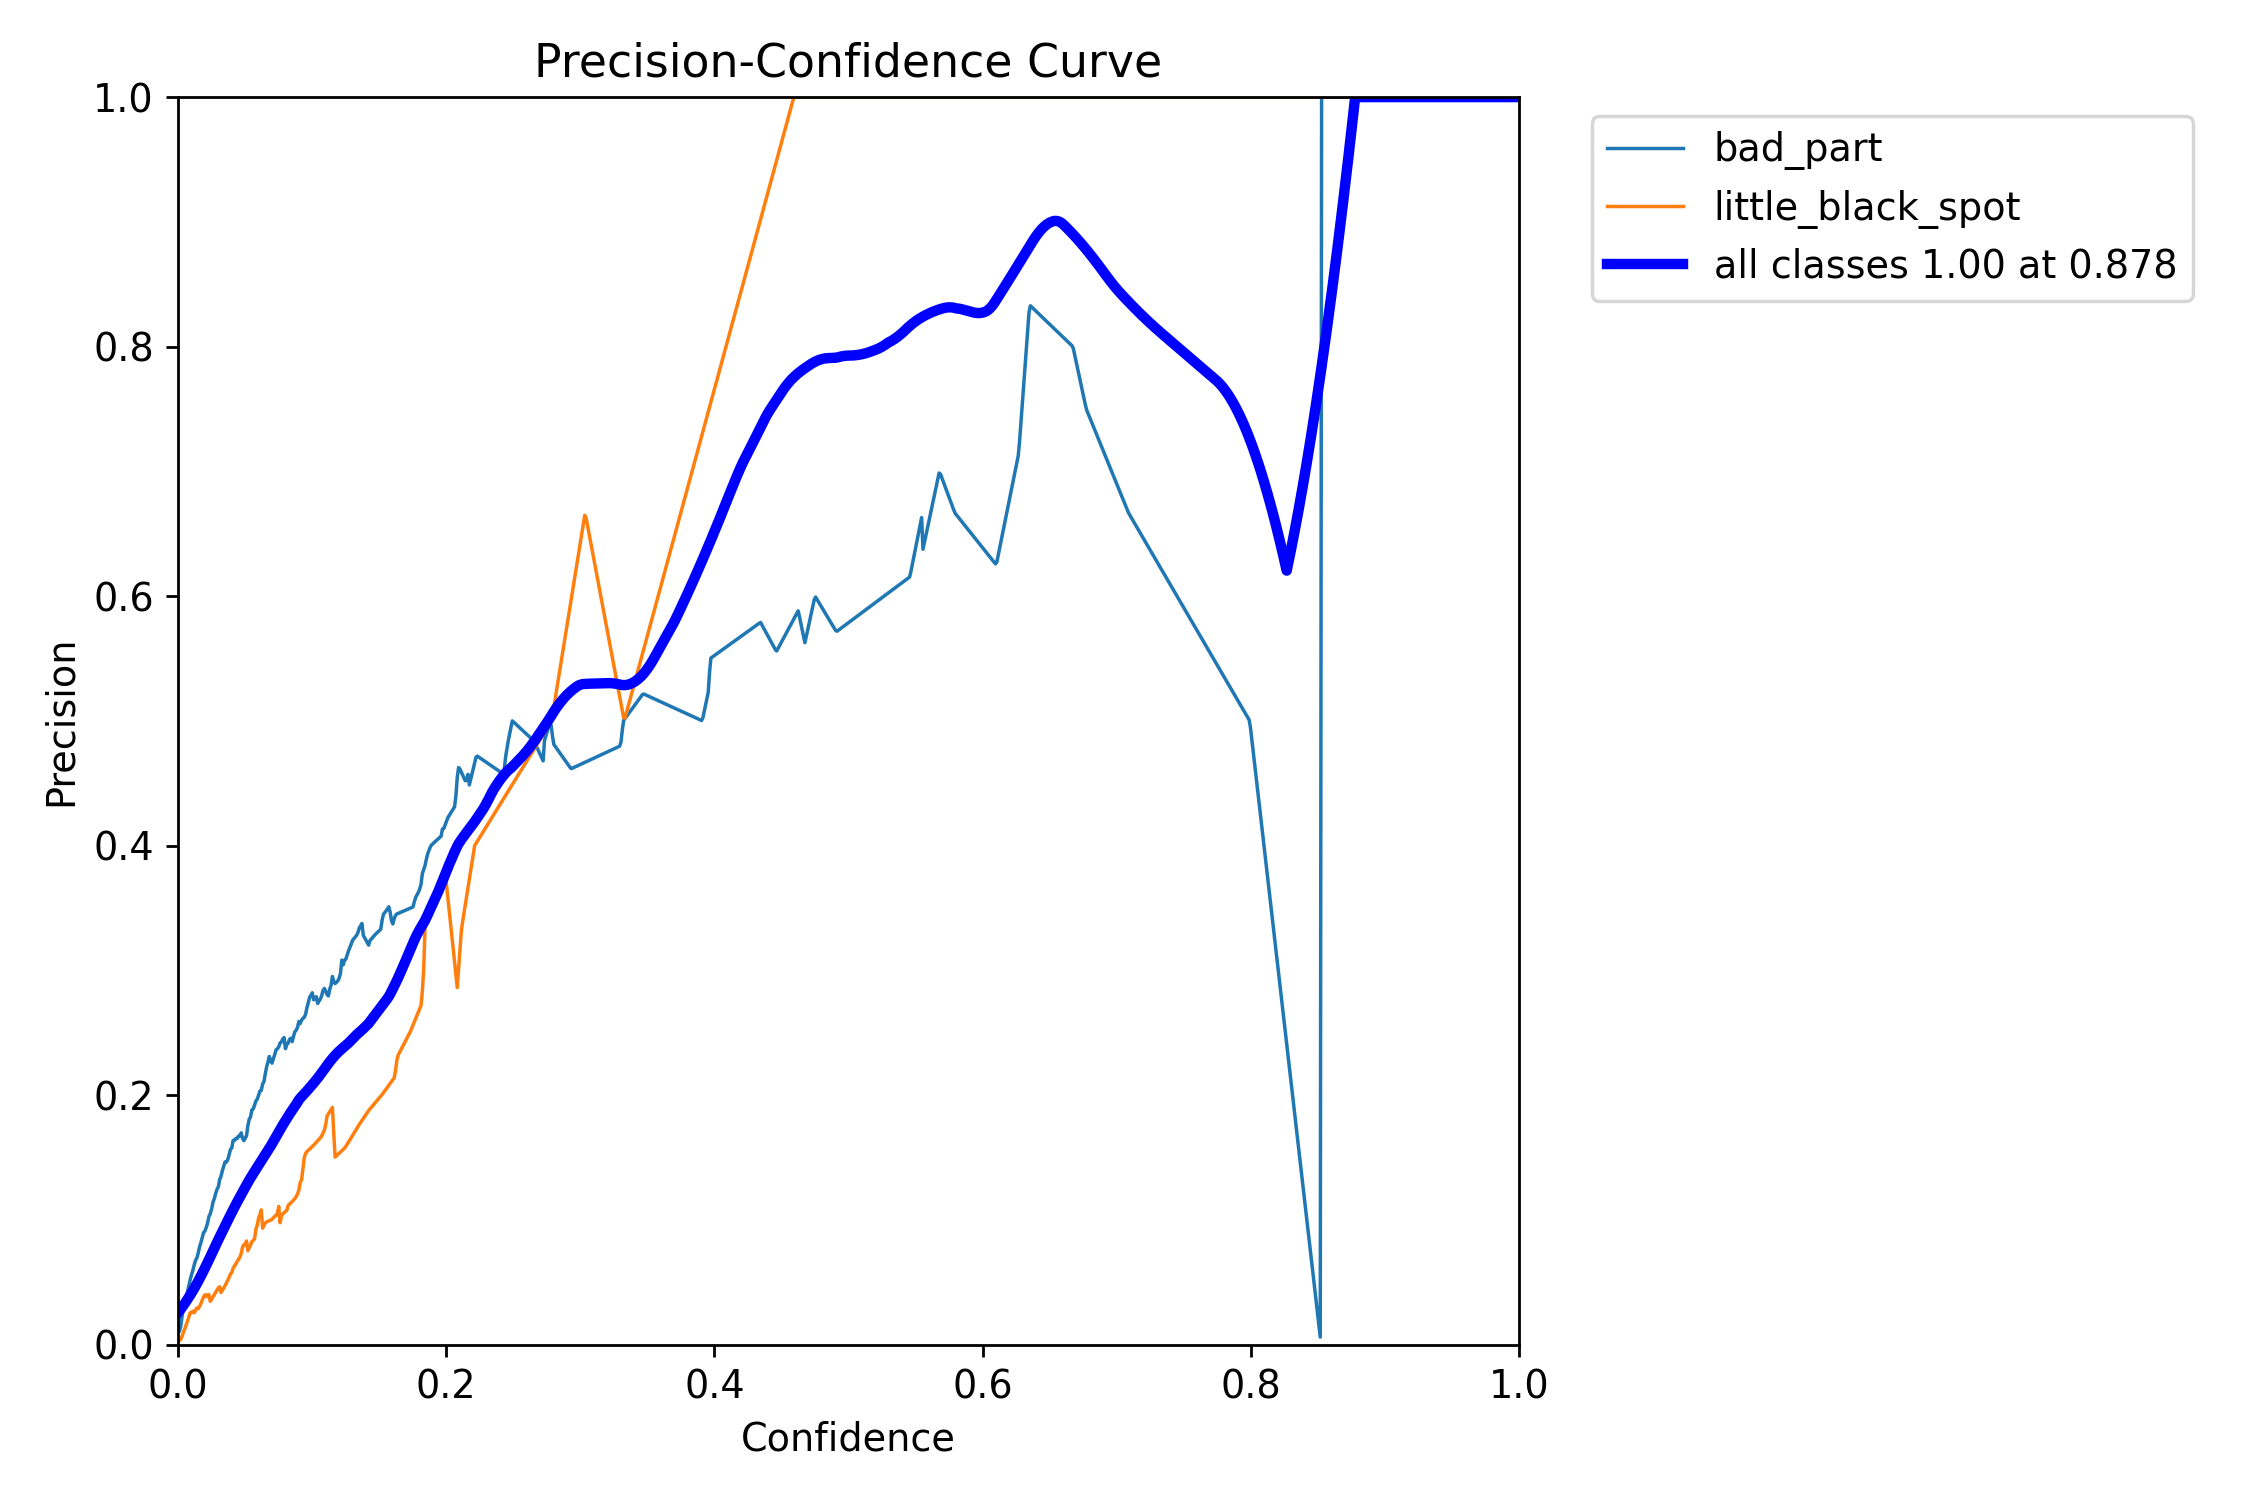 Precision-Confidence Curve
1.0
0.8
0.6
0.4
0.2
0.0
Precision
0.0 0.2 0.4 0.6 0.8 1.0
Confidence
bad_part
little_black_spot
all classes 1.00 at 0.878